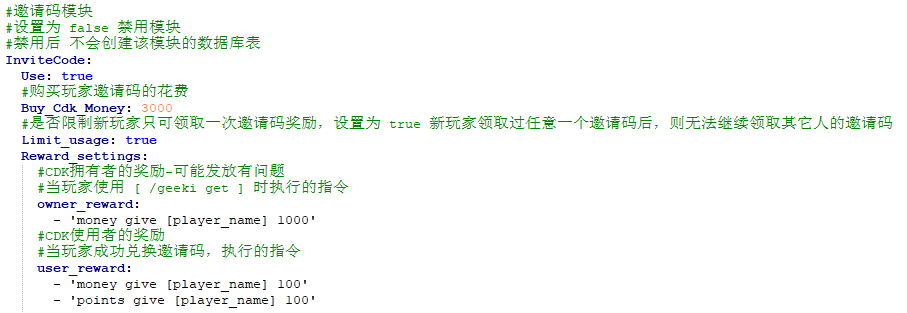 #邀请码模块
#设置为 false 禁用模块
#禁用后 不会创建该模块的数据库表
InviteCode:
  Use: true
  #购买玩家邀请码的花费
  Buy_Cdk_Money: 3000
  #是否限制新玩家只可领取一次邀请码奖励，设置为 true 新玩家领取过任意一个邀请码后，则无法继续领取其它人的邀请码
  Limit_usage: true
  Reward_settings:
    #CDK拥有者的奖励-可能发放有问题
    #当玩家使用 [ /geeki get ] 时执行的指令
    owner_reward:
      - 'money give [player_name] 1000'
    #CDK使用者的奖励
    #当玩家成功兑换邀请码，执行的指令
    user_reward:
      - 'money give [player_name] 100'
      - 'points give [player_name] 100'